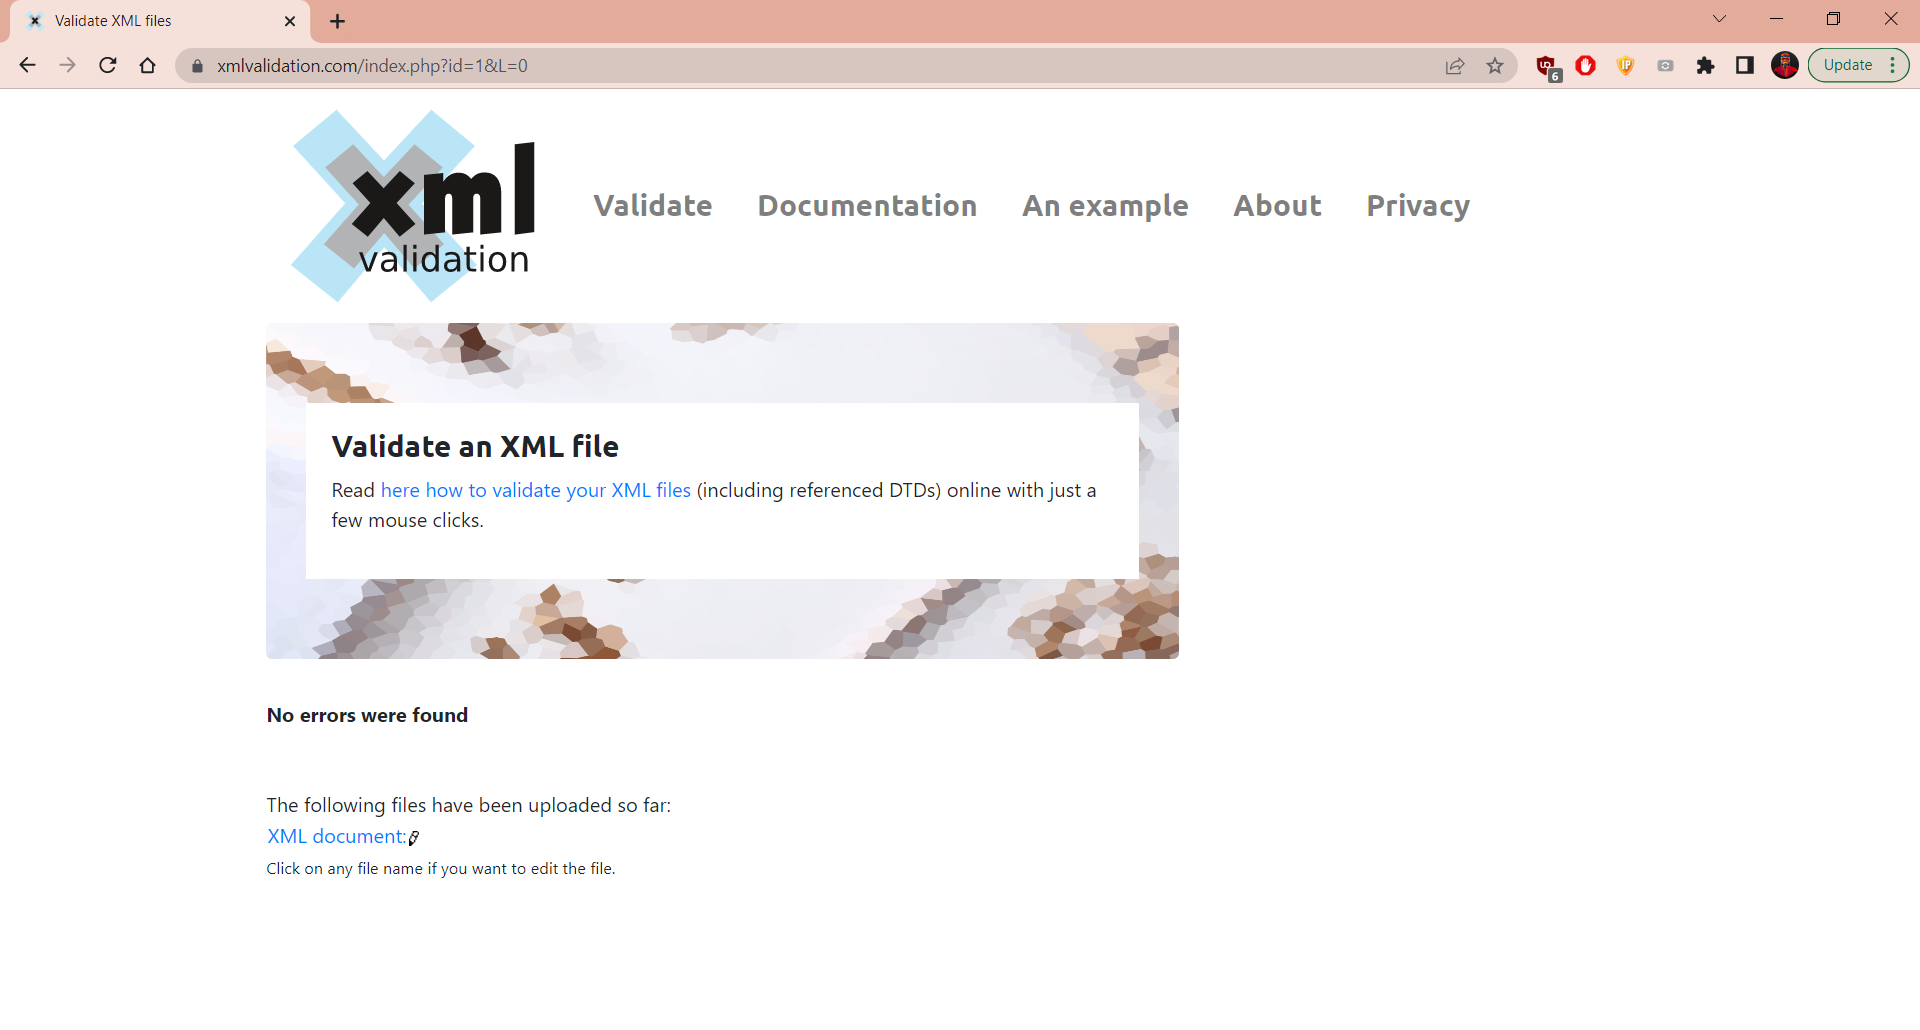 Validate XML files
xmlvalidation.com/index.php?id=1&L=0
6
JP
Update
xml
validation
Validate
Documentation
An example
About
Privacy
Validate an XML file
Read here how to validate your XML files (including referenced DTDs) online with just a
few mouse clicks.
No errors were found
The following files have been uploaded so far:
XML document:
Click on any file name if you want to edit the file.